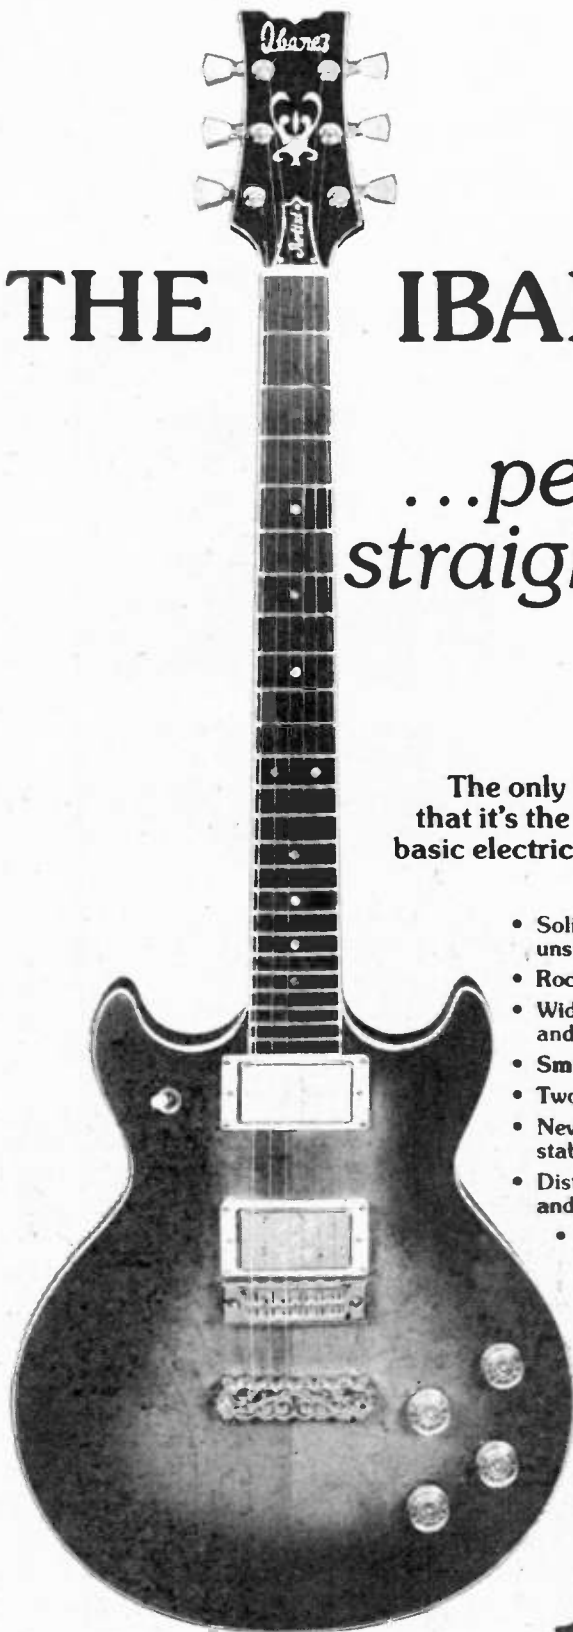 Ibanez
Artist
THE IBA
...pe
straig
The only
that it's the
basic electric
• Soli
uns
• Roc
• Wid
and
• Sm
• Two
• Nev
stab
• Dist
and
•